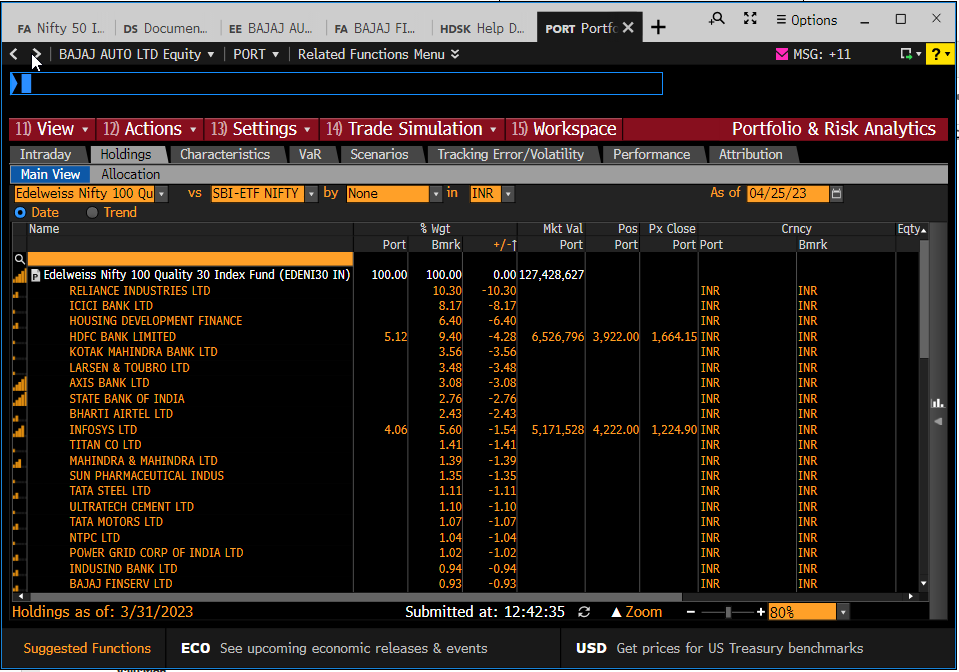 FA Nifty 50 I... DS Documen... EE BAJAJ AU... FA BAJAJ FI... HDSK Help D... PORT Portfo Options
BAJAJ AUTO LTD Equity PORT Related Functions Menu MSG: +11 ?
11) View 12) Actions 13) Settings 14) Trade Simulation 15) Workspace Portfolio & Risk Analytics
Intraday Holdings Characteristics VaR Scenarios Tracking Error/Volatility Performance Attribution
Main View Allocation
Edelweiss Nifty 100 Qu vs SBI-ETF NIFTY by None in INR As of 04/25/23
Date Trend
Name % Wgt Mkt Val Pos Px Close Crncy Eqty
Port Bmrk +/-↑ Port Port Port Port Bmrk
P Edelweiss Nifty 100 Quality 30 Index Fund (EDENI30 IN) 100.00 100.00 0.00 127,428,627
RELIANCE INDUSTRIES LTD 10.30 -10.30 INR INR
ICICI BANK LTD 8.17 -8.17 INR INR
HOUSING DEVELOPMENT FINANCE 6.40 -6.40 INR INR
HDFC BANK LIMITED 5.12 9.40 -4.28 6,526,796 3,922.00 1,664.15 INR INR
KOTAK MAHINDRA BANK LTD 3.56 -3.56 INR INR
LARSEN & TOUBRO LTD 3.48 -3.48 INR INR
AXIS BANK LTD 3.08 -3.08 INR INR
STATE BANK OF INDIA 2.76 -2.76 INR INR
BHARTI AIRTEL LTD 2.43 -2.43 INR INR
INFOSYS LTD 4.06 5.60 -1.54 5,171,528 4,222.00 1,224.90 INR INR
TITAN CO LTD 1.41 -1.41 INR INR
MAHINDRA & MAHINDRA LTD 1.39 -1.39 INR INR
SUN PHARMACEUTICAL INDUS 1.35 -1.35 INR INR
TATA STEEL LTD 1.11 -1.11 INR INR
ULTRATECH CEMENT LTD 1.10 -1.10 INR INR
TATA MOTORS LTD 1.07 -1.07 INR INR
NTPC LTD 1.04 -1.04 INR INR
POWER GRID CORP OF INDIA LTD 1.02 -1.02 INR INR
INDUSIND BANK LTD 0.94 -0.94 INR INR
BAJAJ FINSERV LTD 0.93 -0.93 INR INR
Holdings as of: 3/31/2023 Submitted at: 12:42:35 Zoom - + 80%
Suggested Functions ECO See upcoming economic releases & events USD Get prices for US Treasury benchmarks